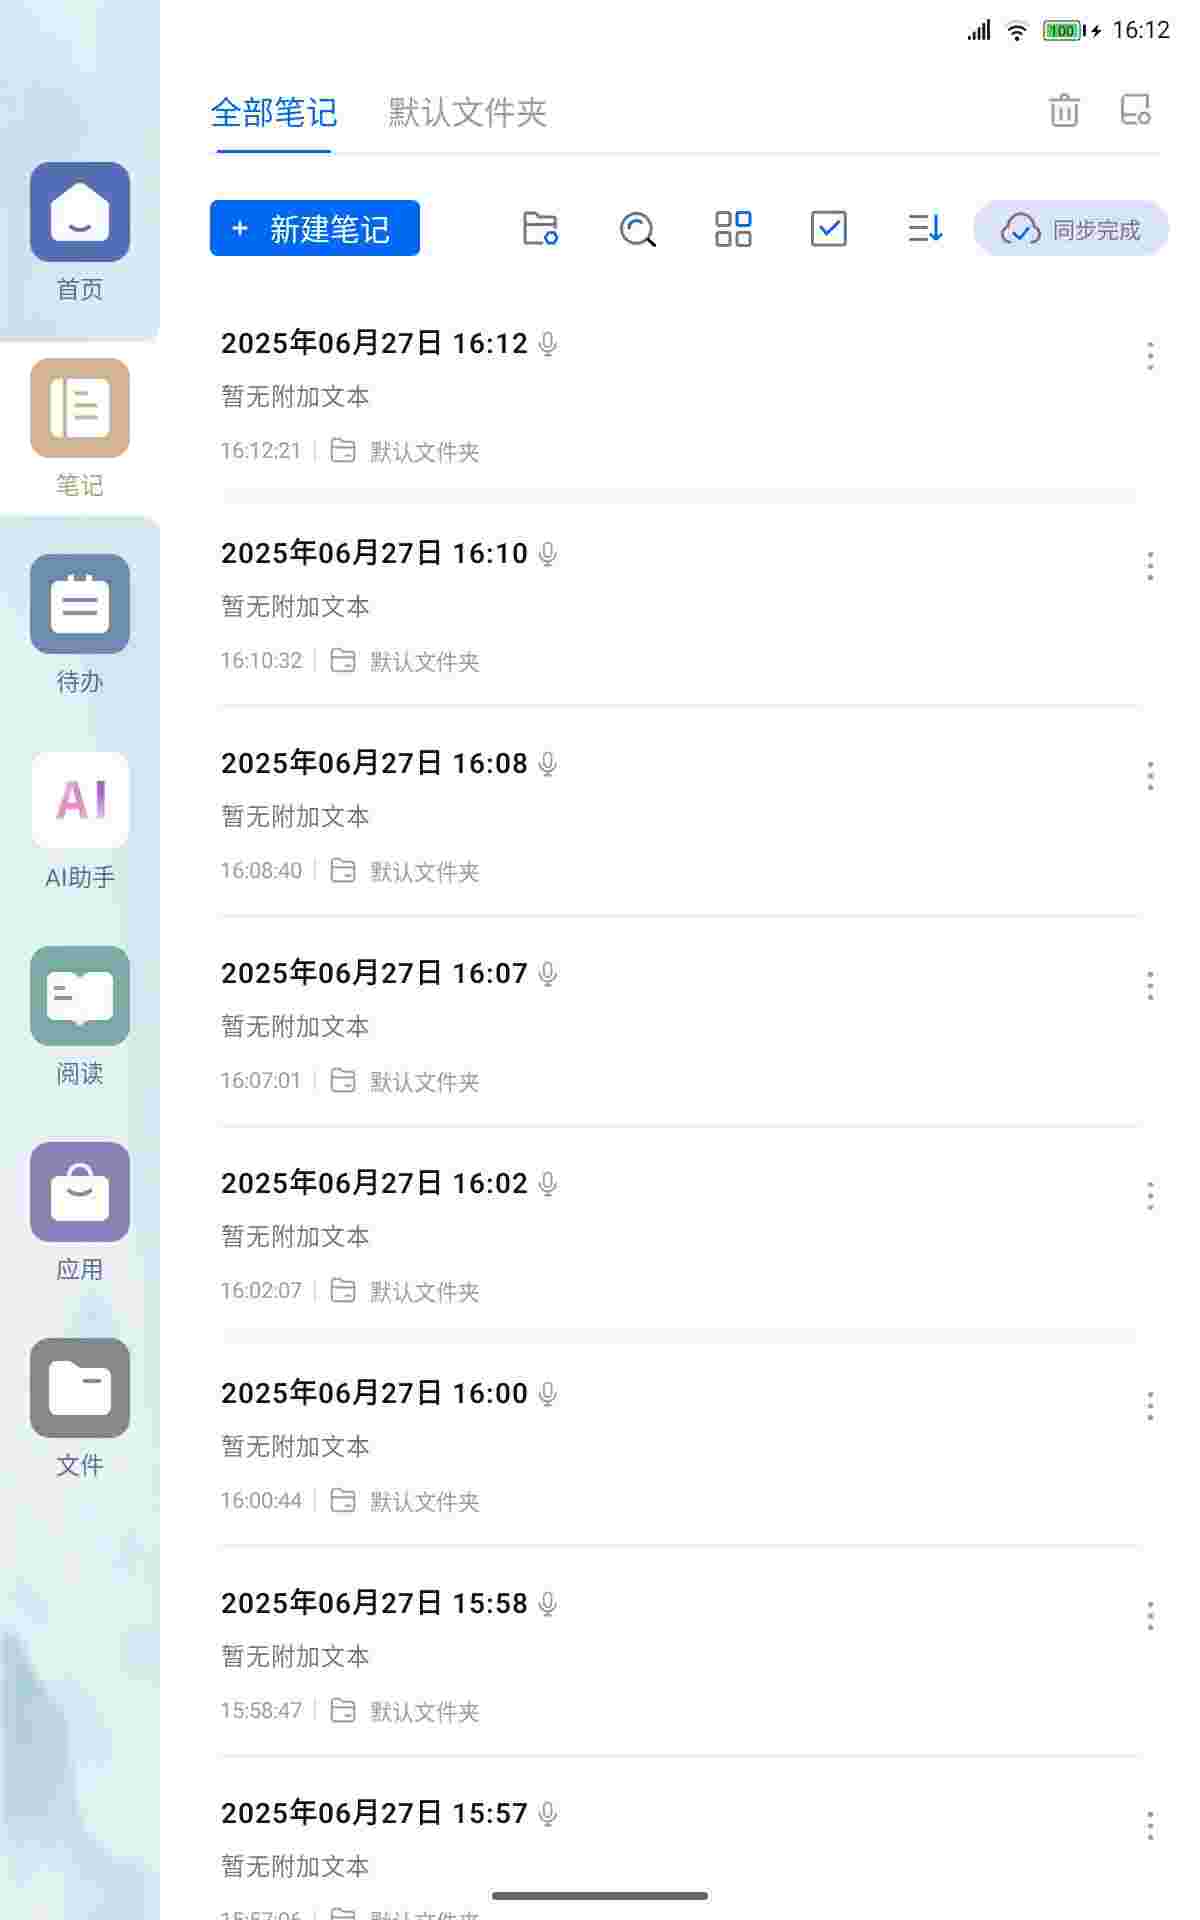 100 16:12
全部笔记 默认文件夹
+ 新建笔记 同步完成
首页
笔记
待办
AI
AI助手
阅读
应用
文件
2025年06月27日 16:12
暂无附加文本
16:12:21 默认文件夹
2025年06月27日 16:10
暂无附加文本
16:10:32 默认文件夹
2025年06月27日 16:08
暂无附加文本
16:08:40 默认文件夹
2025年06月27日 16:07
暂无附加文本
16:07:01 默认文件夹
2025年06月27日 16:02
暂无附加文本
16:02:07 默认文件夹
2025年06月27日 16:00
暂无附加文本
16:00:44 默认文件夹
2025年06月27日 15:58
暂无附加文本
15:58:47 默认文件夹
2025年06月27日 15:57
暂无附加文本
15:57:06 默认文件夹